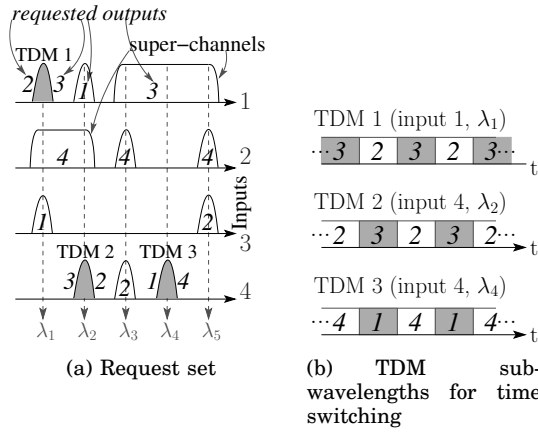 requested outputs
TDM 1
super-channels
2 3 1 3
1
4 4 4
2
1 2
3
Inputs
TDM 2 TDM 3
3 2 2 1 4
4
λ1 λ2 λ3 λ4 λ5
(a) Request set
TDM 1 (input 1, λ1)
···3 2 3 2 3···
t
TDM 2 (input 4, λ2)
···2 3 2 3 2···
t
TDM 3 (input 4, λ4)
···4 1 4 1 4···
t
(b) TDM sub-
wavelengths for time
switching